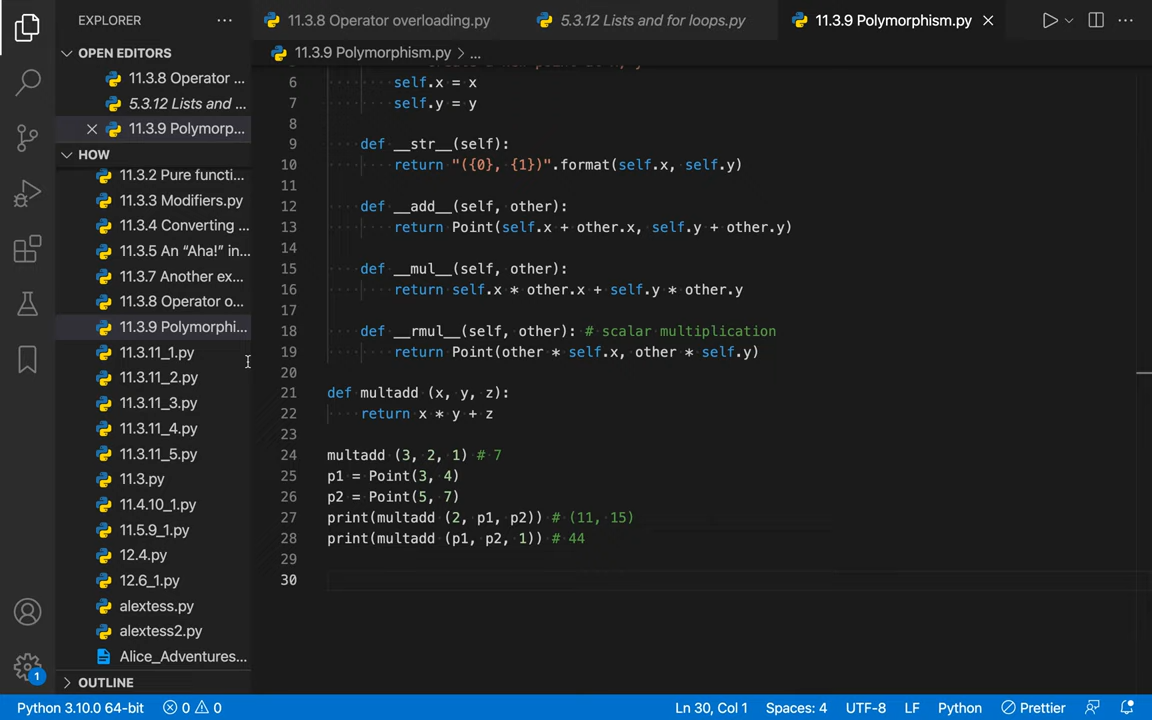 EXPLORER
OPEN EDITORS
11.3.8 Operator ...
5.3.12 Lists and ...
11.3.9 Polymorp...
HOW
11.3.2 Pure functi...
11.3.3 Modifiers.py
11.3.4 Converting ...
11.3.5 An “Aha!” in...
11.3.7 Another ex...
11.3.8 Operator o...
11.3.9 Polymorphi...
11.3.11_1.py
11.3.11_2.py
11.3.11_3.py
11.3.11_4.py
11.3.11_5.py
11.3.py
11.4.10_1.py
11.5.9_1.py
12.4.py
12.6_1.py
alextess.py
alextess2.py
Alice_Adventures...
OUTLINE
11.3.8 Operator overloading.py
5.3.12 Lists and for loops.py
11.3.9 Polymorphism.py
11.3.9 Polymorphism.py > ...
6 self.x = x
7 self.y = y
8
9 def __str__(self):
10 return "({0}, {1})".format(self.x, self.y)
11
12 def __add__(self, other):
13 return Point(self.x + other.x, self.y + other.y)
14
15 def __mul__(self, other):
16 return self.x * other.x + self.y * other.y
17
18 def __rmul__(self, other): # scalar multiplication
19 return Point(other * self.x, other * self.y)
20
21 def multadd (x, y, z):
22 return x * y + z
23
24 multadd (3, 2, 1) # 7
25 p1 = Point(3, 4)
26 p2 = Point(5, 7)
27 print(multadd (2, p1, p2)) # (11, 15)
28 print(multadd (p1, p2, 1)) # 44
29
30
1
Python 3.10.0 64-bit 0 0 Ln 30, Col 1 Spaces: 4 UTF-8 LF Python Prettier